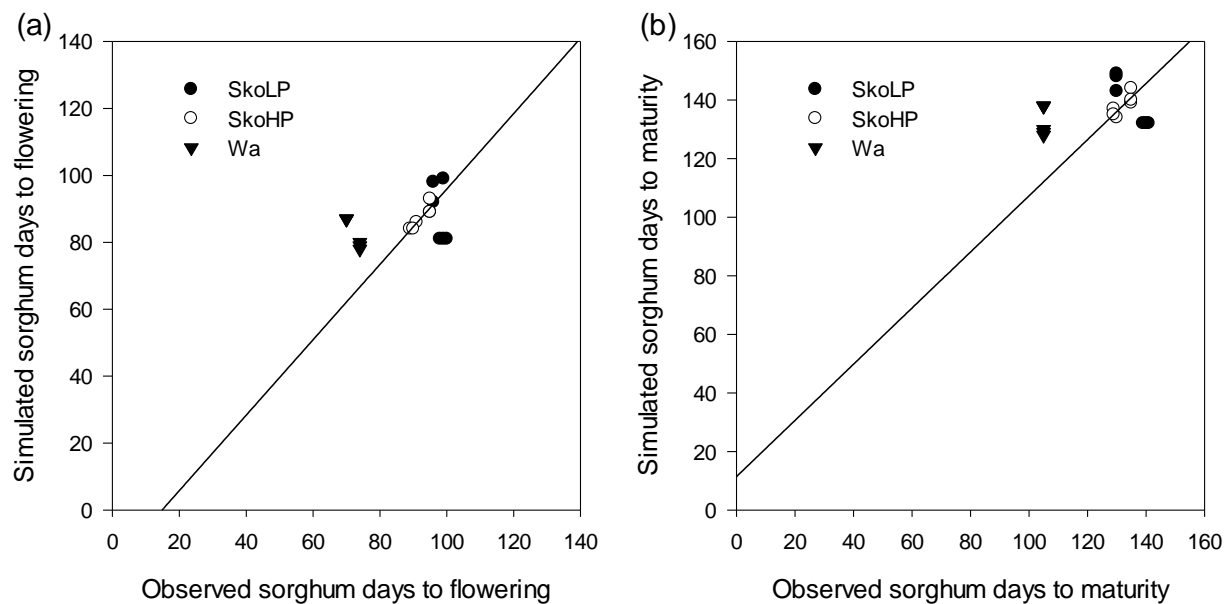 (a)
140
120
100
80
60
40
20
0
Simulated sorghum days to flowering
SkoLP
SkoHP
Wa
0 20 40 60 80 100 120 140
Observed sorghum days to flowering
(b)
160
140
120
100
80
60
40
20
0
Simulated sorghum days to maturity
SkoLP
SkoHP
Wa
0 20 40 60 80 100 120 140 160
Observed sorghum days to maturity